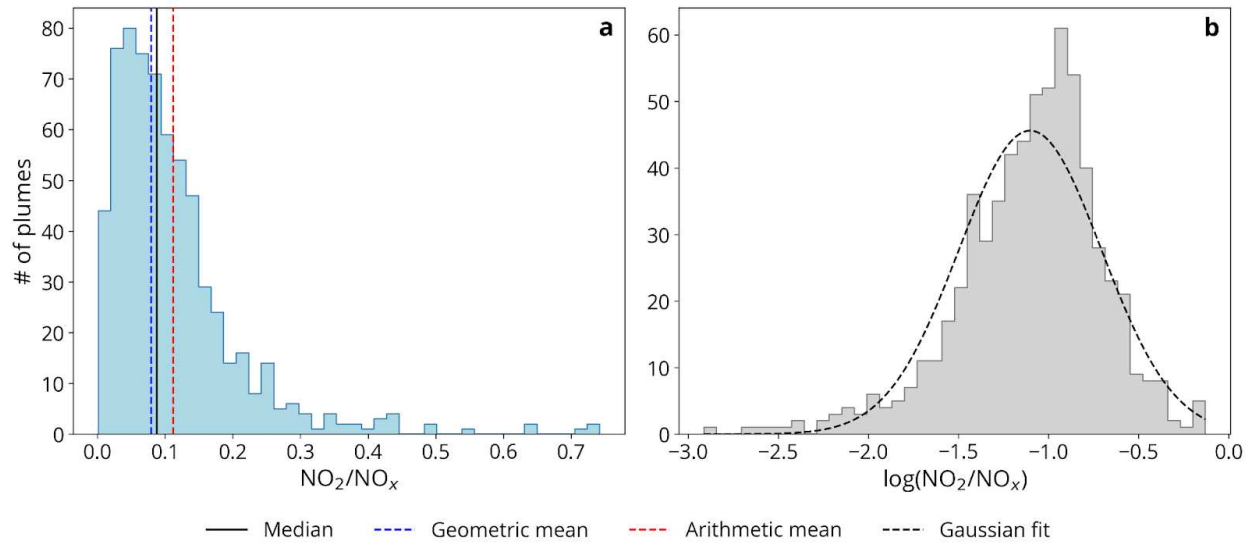 a
80
70
60
50
40
30
20
10
0
# of plumes
0.0 0.1 0.2 0.3 0.4 0.5 0.6 0.7
NO₂/NOₓ
b
60
50
40
30
20
10
0
−3.0 −2.5 −2.0 −1.5 −1.0 −0.5 0.0
log(NO₂/NOₓ)
Median Geometric mean Arithmetic mean Gaussian fit